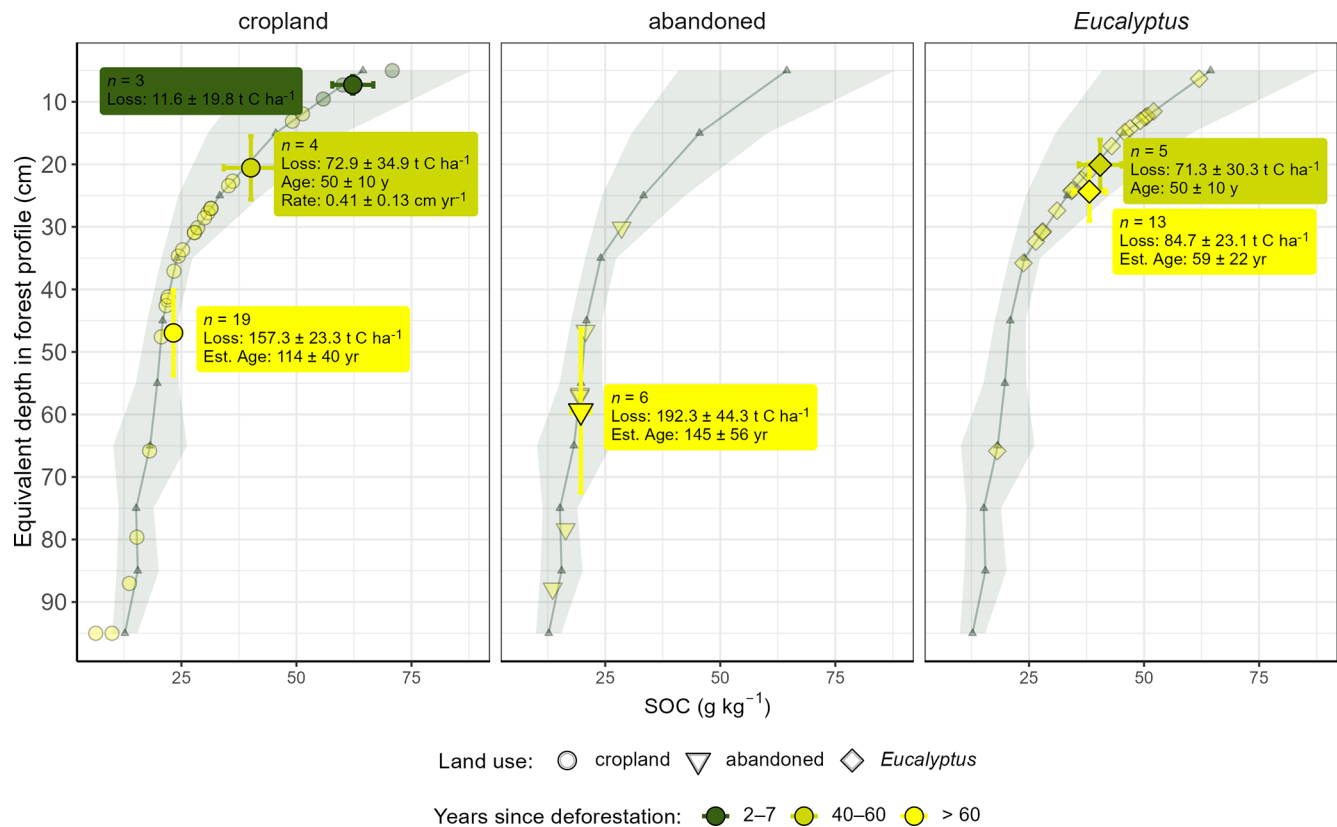 cropland
abandoned
Eucalyptus
Equivalent depth in forest profile (cm)
10
20
30
40
50
60
70
80
90
n = 3
Loss: 11.6 ± 19.8 t C ha⁻¹
n = 4
Loss: 72.9 ± 34.9 t C ha⁻¹
Age: 50 ± 10 y
Rate: 0.41 ± 0.13 cm yr⁻¹
n = 19
Loss: 157.3 ± 23.3 t C ha⁻¹
Est. Age: 114 ± 40 yr
n = 6
Loss: 192.3 ± 44.3 t C ha⁻¹
Est. Age: 145 ± 56 yr
n = 5
Loss: 71.3 ± 30.3 t C ha⁻¹
Age: 50 ± 10 y
n = 13
Loss: 84.7 ± 23.1 t C ha⁻¹
Est. Age: 59 ± 22 yr
25 50 75
25 50 75
25 50 75
SOC (g kg⁻¹)
Land use: cropland abandoned Eucalyptus
Years since deforestation: 2–7 40–60 > 60